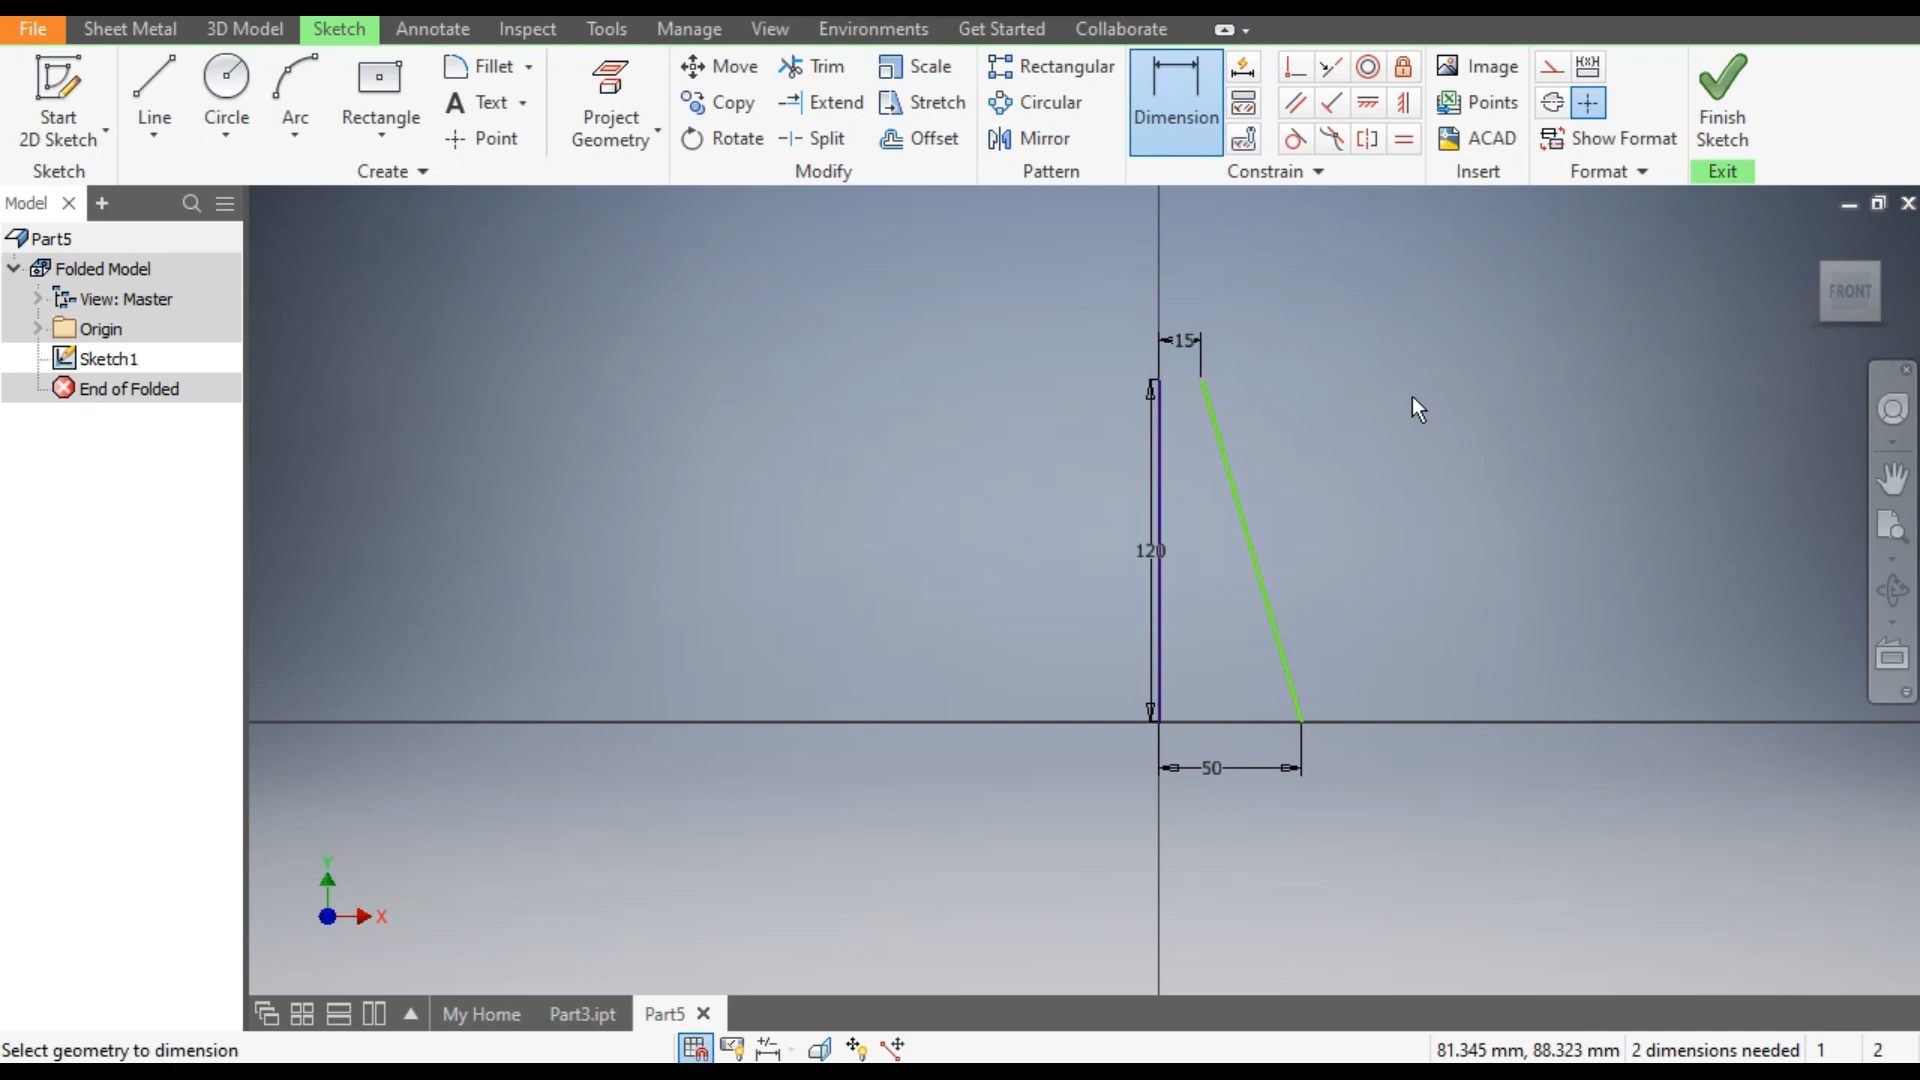 File Sheet Metal 3D Model Sketch Annotate Inspect Tools Manage View Environments Get Started Collaborate
Start
2D Sketch
Line
Circle
Arc
Rectangle
Fillet
Text
Point
Project
Geometry
Move
Copy
Rotate
Trim
Extend
Split
Scale
Stretch
Offset
Rectangular
Circular
Mirror
Dimension
Image
Points
ACAD
Show Format
Finish
Sketch
Sketch Create Modify Pattern Constrain Insert Format Exit
Model
Part5
Folded Model
View: Master
Origin
Sketch1
End of Folded
FRONT
15
120
50
Y
X
My Home Part3.ipt Part5
Select geometry to dimension
81.345 mm, 88.323 mm 2 dimensions needed 1 2